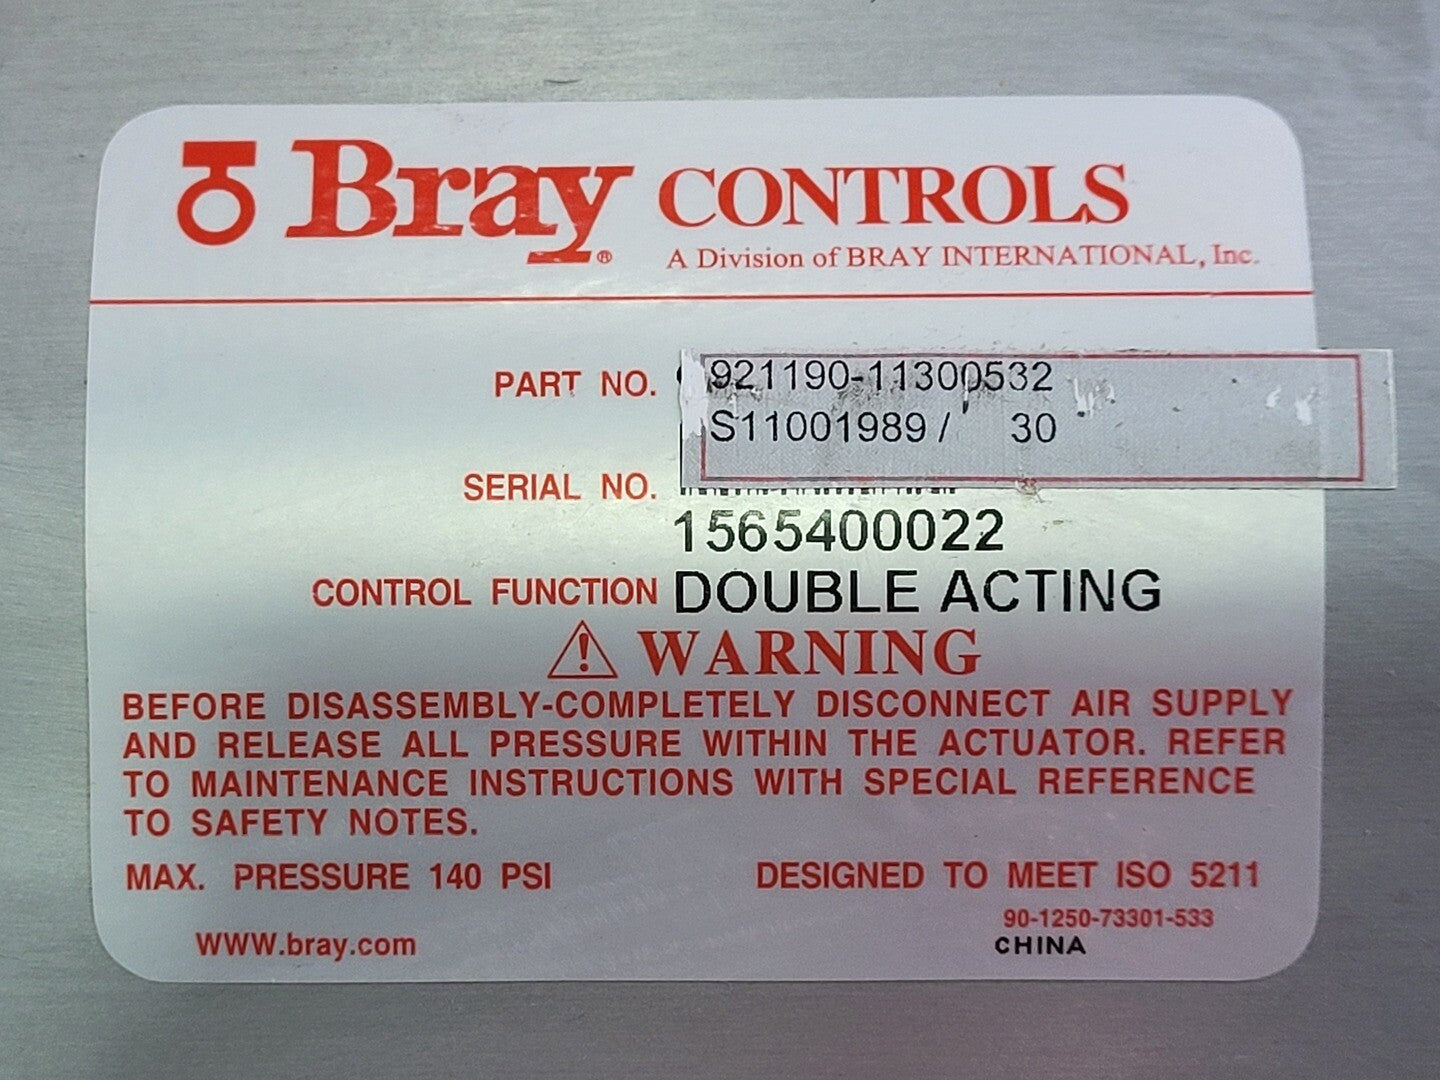 Bray® CONTROLS
A Division of BRAY INTERNATIONAL, Inc.
PART NO. 921190-11300532
S11001989 / 30
SERIAL NO.
1565400022
CONTROL FUNCTION DOUBLE ACTING
WARNING
BEFORE DISASSEMBLY-COMPLETELY DISCONNECT AIR SUPPLY
AND RELEASE ALL PRESSURE WITHIN THE ACTUATOR. REFER
TO MAINTENANCE INSTRUCTIONS WITH SPECIAL REFERENCE
TO SAFETY NOTES.
MAX. PRESSURE 140 PSI DESIGNED TO MEET ISO 5211
90-1250-73301-533
WWW.bray.com CHINA